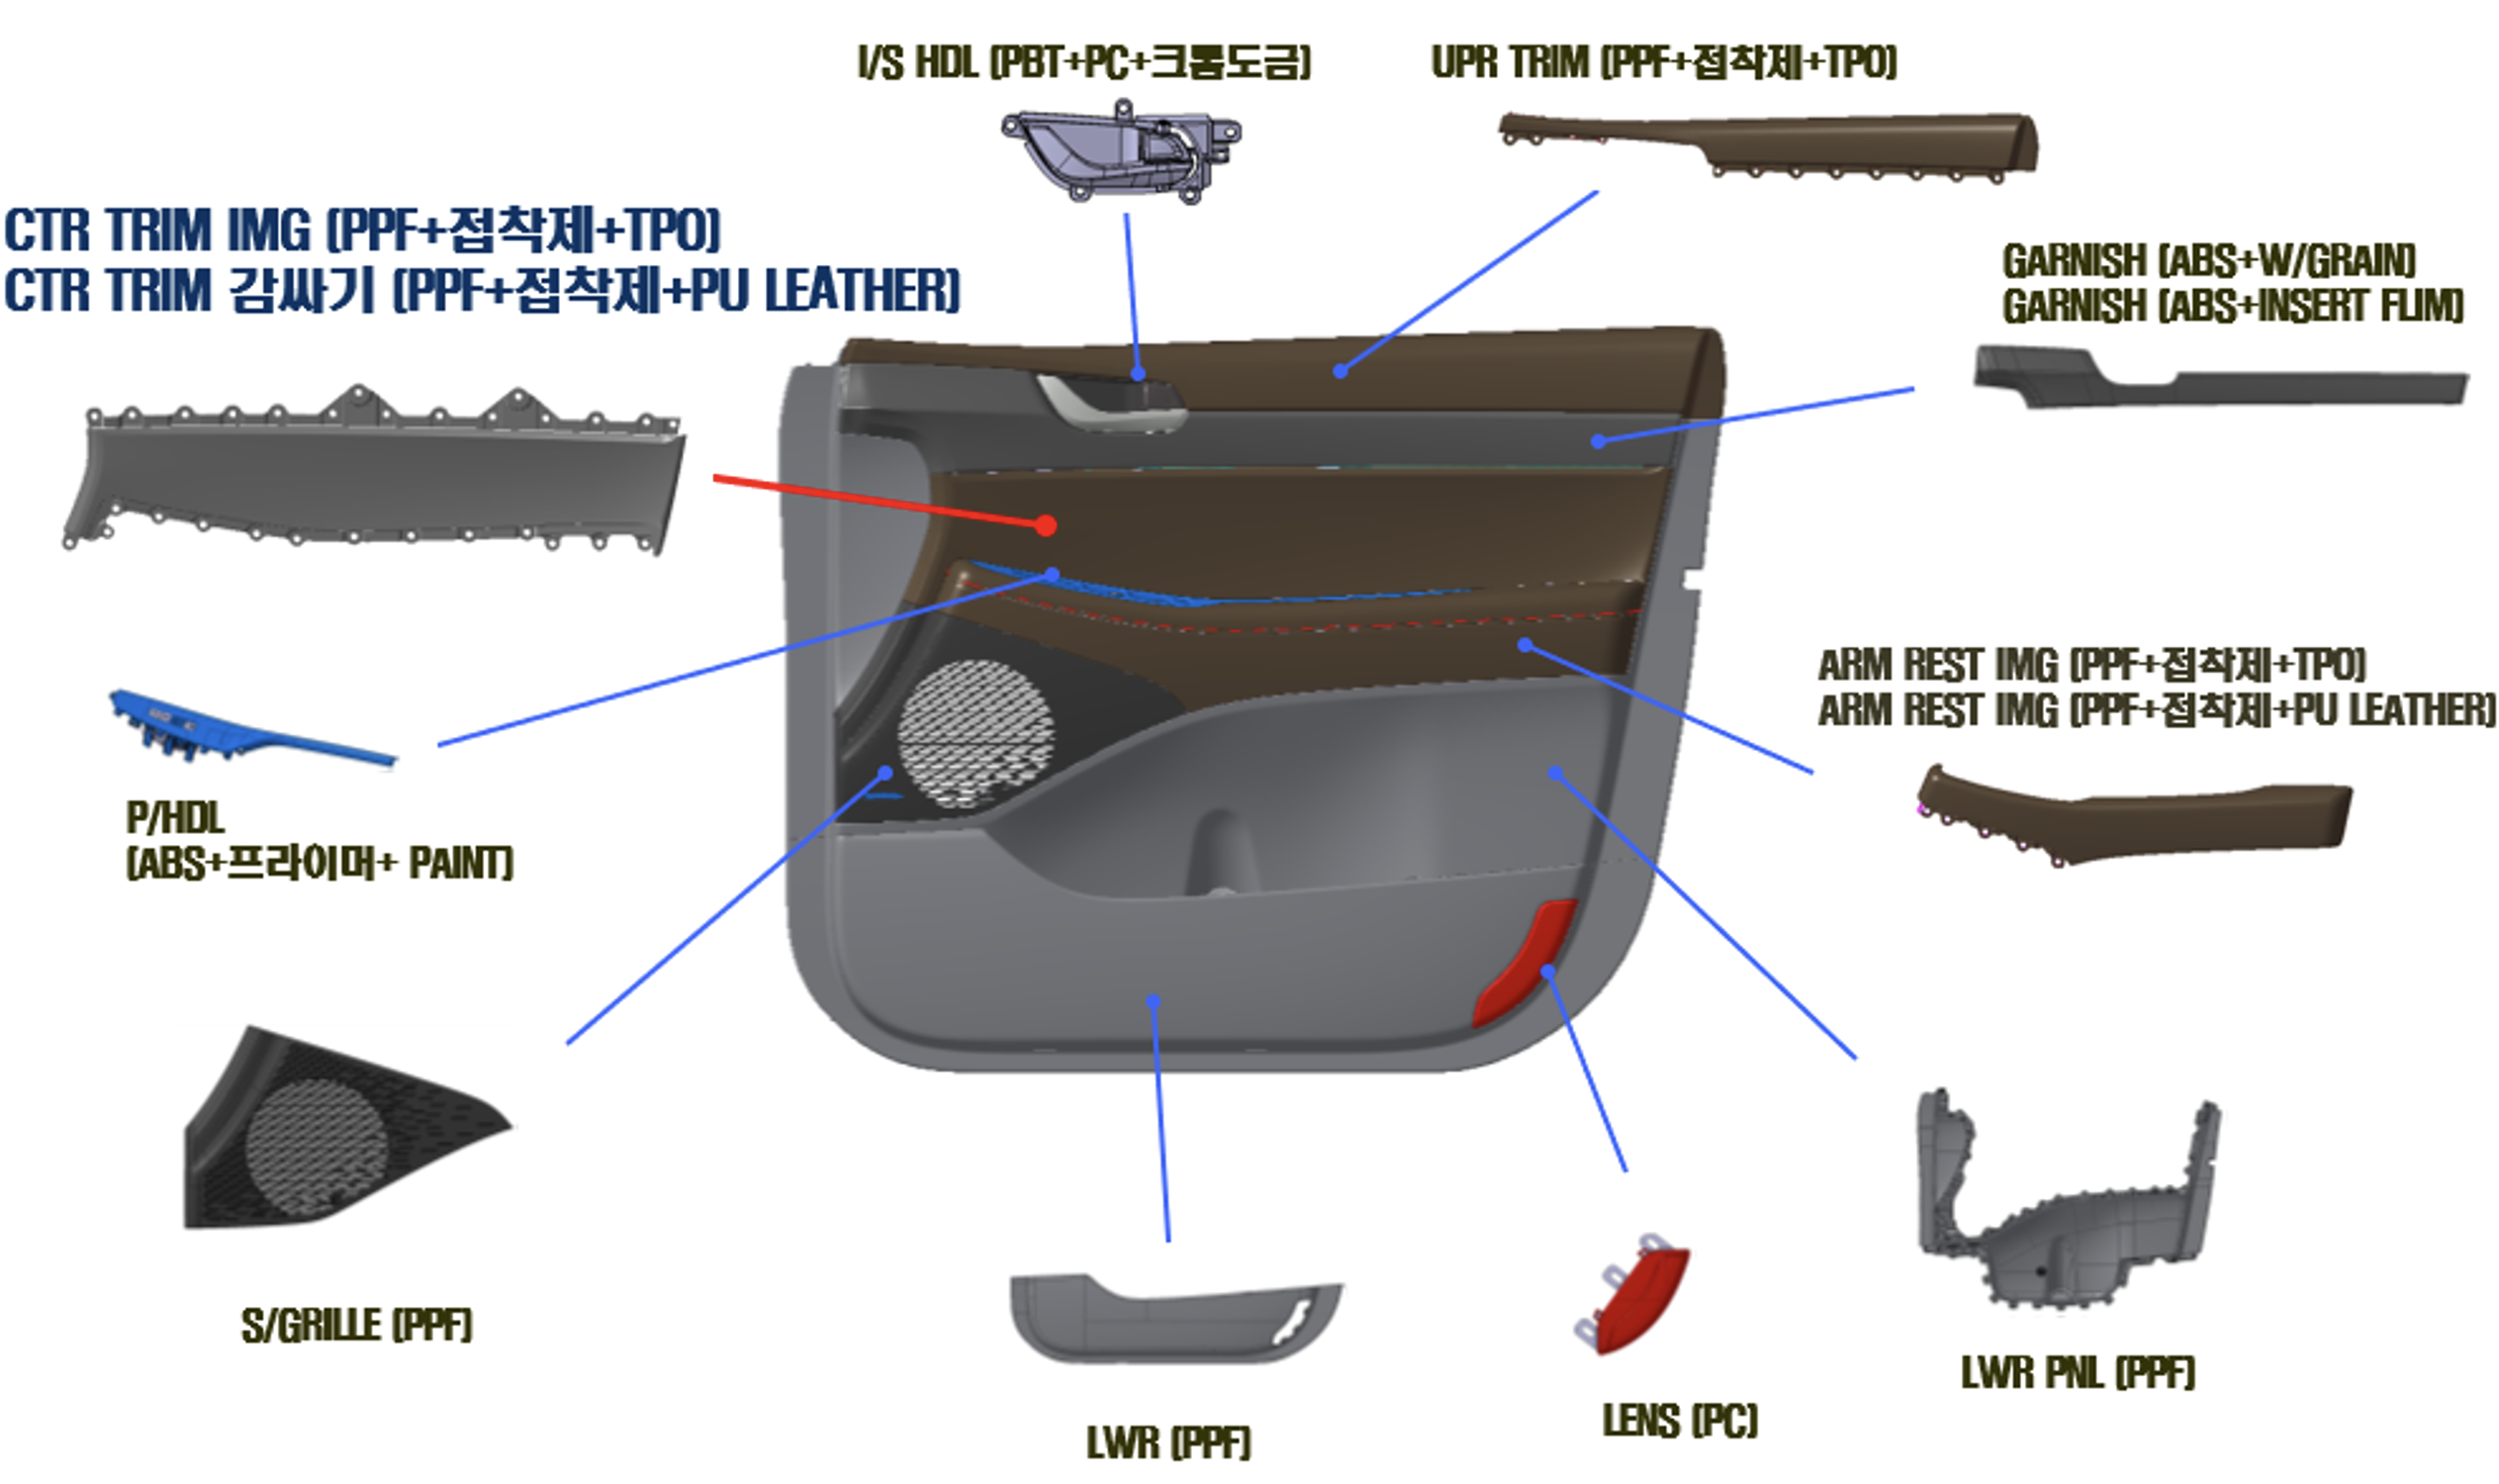 I/S HDL (PBT+PC+크롬도금)
UPR TRIM (PPF+접착제+TPO)
CTR TRIM IMG (PPF+접착제+TPO)
CTR TRIM 감싸기 (PPF+접착제+PU LEATHER)
GARNISH (ABS+W/GRAIN)
GARNISH (ABS+INSERT FLIM)
ARM REST IMG (PPF+접착제+TPO)
ARM REST IMG (PPF+접착제+PU LEATHER)
P/HDL
(ABS+프라이머+ PAINT)
S/GRILLE (PPF)
LWR (PPF)
LENS (PC)
LWR PNL (PPF)